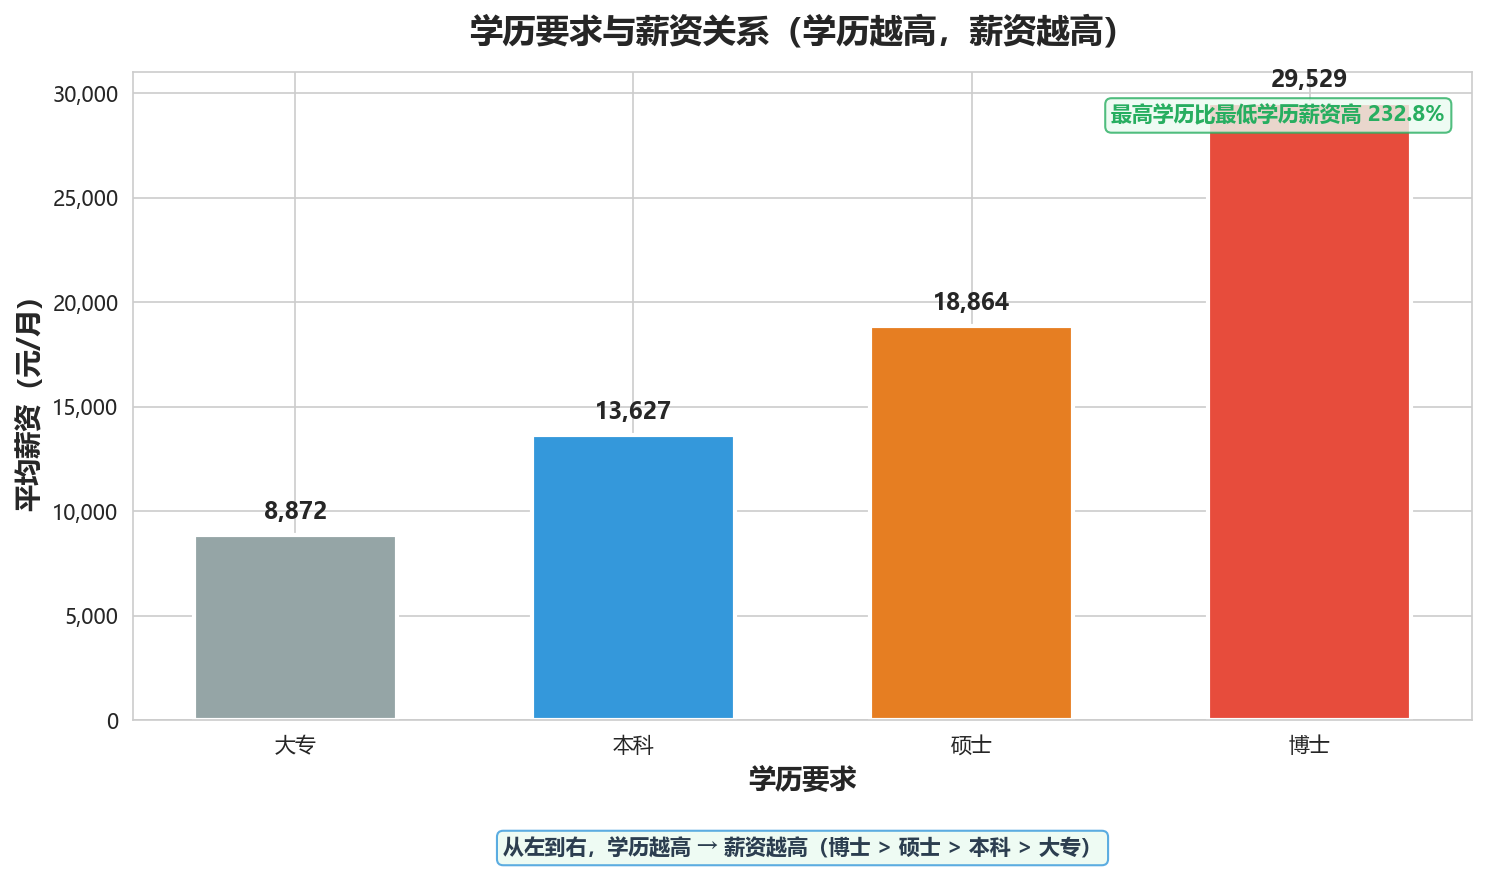 学历要求与薪资关系（学历越高，薪资越高）
平均薪资（元/月）
30,000
25,000
20,000
15,000
10,000
5,000
0
8,872
13,627
18,864
29,529
最高学历比最低学历薪资高 232.8%
大专
本科
硕士
博士
学历要求
从左到右，学历越高 → 薪资越高（博士 > 硕士 > 本科 > 大专）